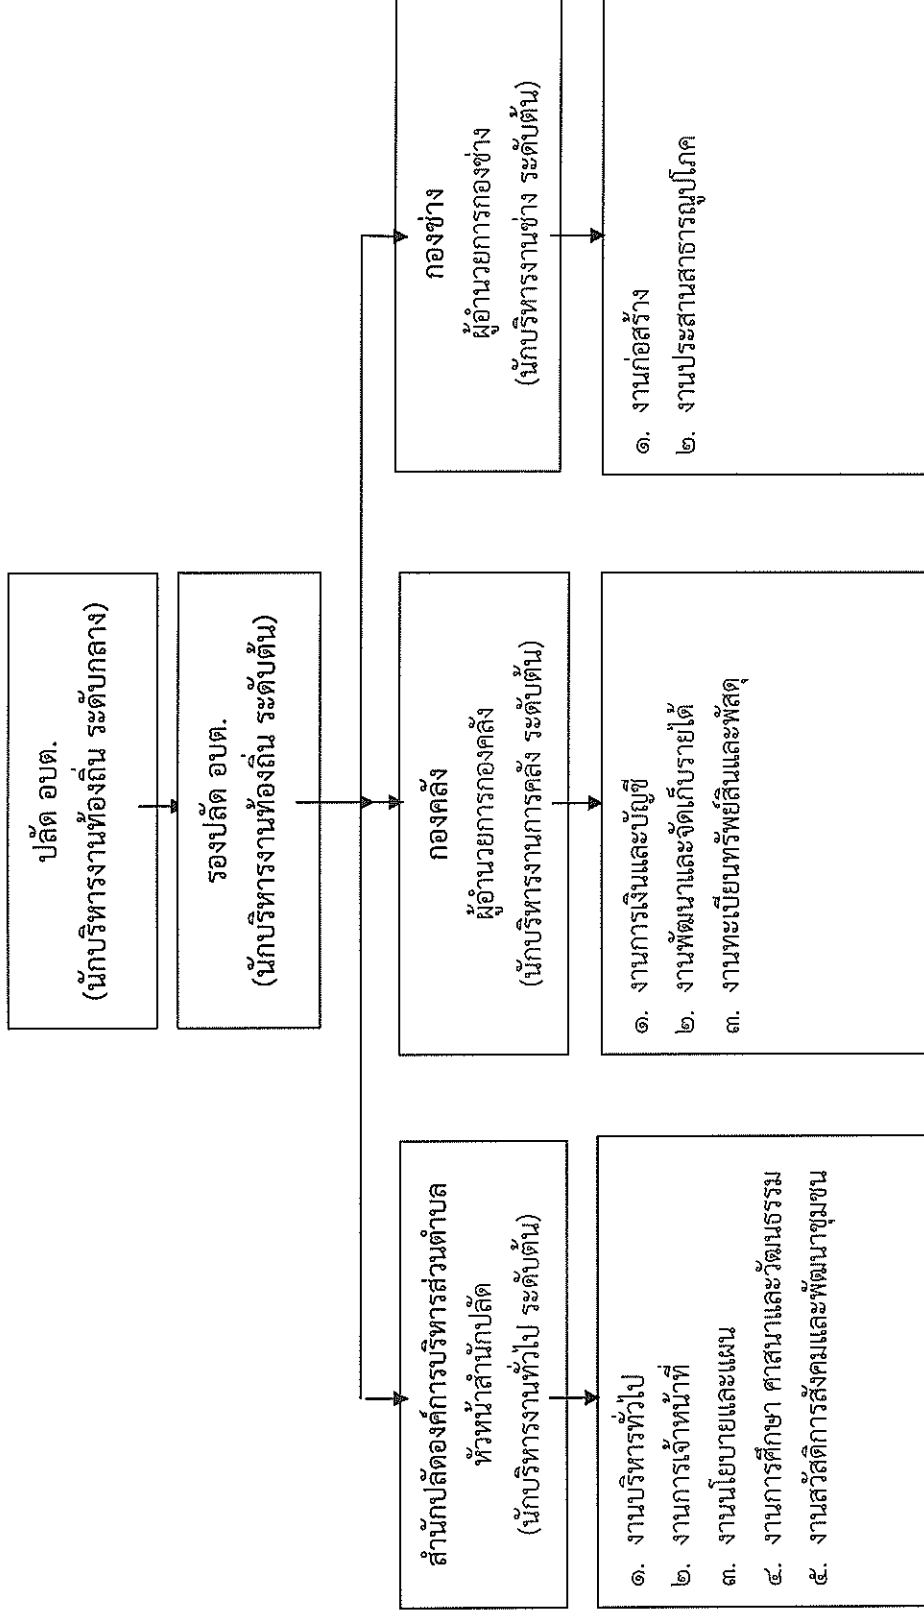 ปลัด อบต.
(นักบริหารงานท้องถิ่น ระดับกลาง)
รองปลัด อบต.
(นักบริหารงานท้องถิ่น ระดับต้น)
สำนักปลัดองค์การบริหารส่วนตำบล
หัวหน้าสำนักปลัด
(นักบริหารงานทั่วไป ระดับต้น)
๑. งานบริหารทั่วไป
๒. งานการเจ้าหน้าที่
๓. งานนโยบายและแผน
๔. งานการศึกษา ศาสนาและวัฒนธรรม
๕. งานสวัสดิการสังคมและพัฒนาชุมชน
กองคลัง
ผู้อำนวยการกองคลัง
(นักบริหารงานการคลัง ระดับต้น)
๑. งานการเงินและบัญชี
๒. งานพัฒนาและจัดเก็บรายได้
๓. งานทะเบียนทรัพย์สินและพัสดุ
กองช่าง
ผู้อำนวยการกองช่าง
(นักบริหารงานช่าง ระดับต้น)
๑. งานก่อสร้าง
๒. งานประสานสาธารณูปโภค